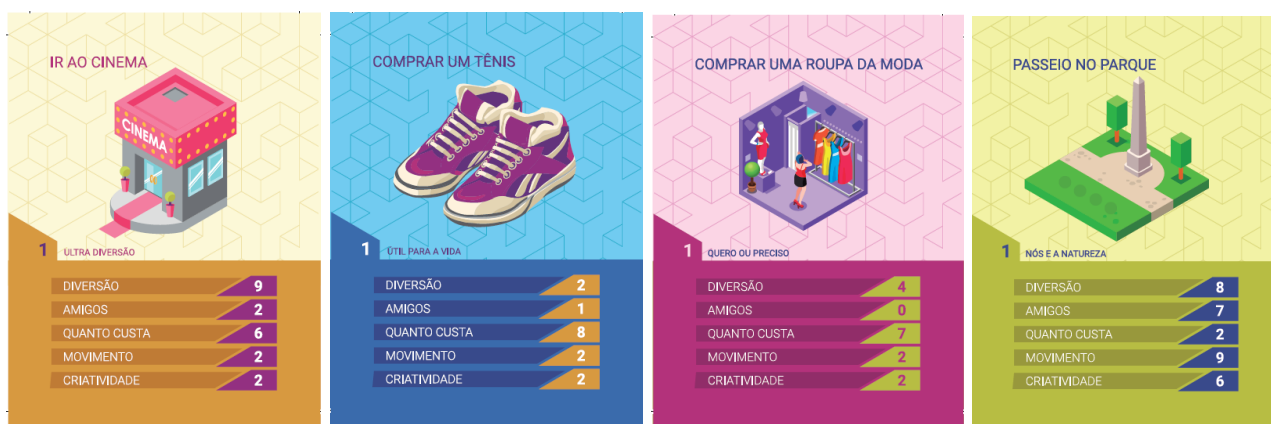 IR AO CINEMA
CINEMA
1 ULTRA DIVERSÃO
DIVERSÃO 9
AMIGOS 2
QUANTO CUSTA 6
MOVIMENTO 2
CRIATIVIDADE 2
COMPRAR UM TÊNIS
1 ÚTIL PARA A VIDA
DIVERSÃO 2
AMIGOS 1
QUANTO CUSTA 8
MOVIMENTO 2
CRIATIVIDADE 2
COMPRAR UMA ROUPA DA MODA
1 QUERO OU PRECISO
DIVERSÃO 4
AMIGOS 0
QUANTO CUSTA 7
MOVIMENTO 2
CRIATIVIDADE 2
PASSEIO NO PARQUE
1 NÓS E A NATUREZA
DIVERSÃO 8
AMIGOS 7
QUANTO CUSTA 2
MOVIMENTO 9
CRIATIVIDADE 6